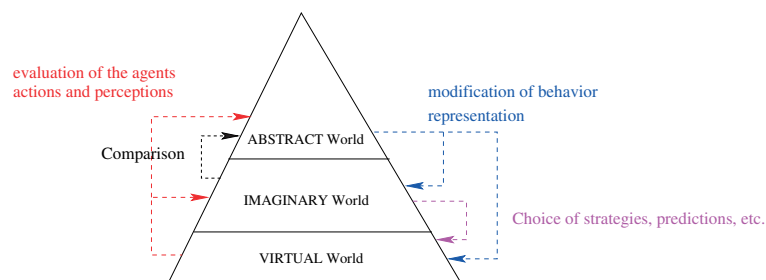 evaluation of the agents
actions and perceptions
modification of behavior
representation
ABSTRACT World
Comparison
IMAGINARY World
Choice of strategies, predictions, etc.
VIRTUAL World